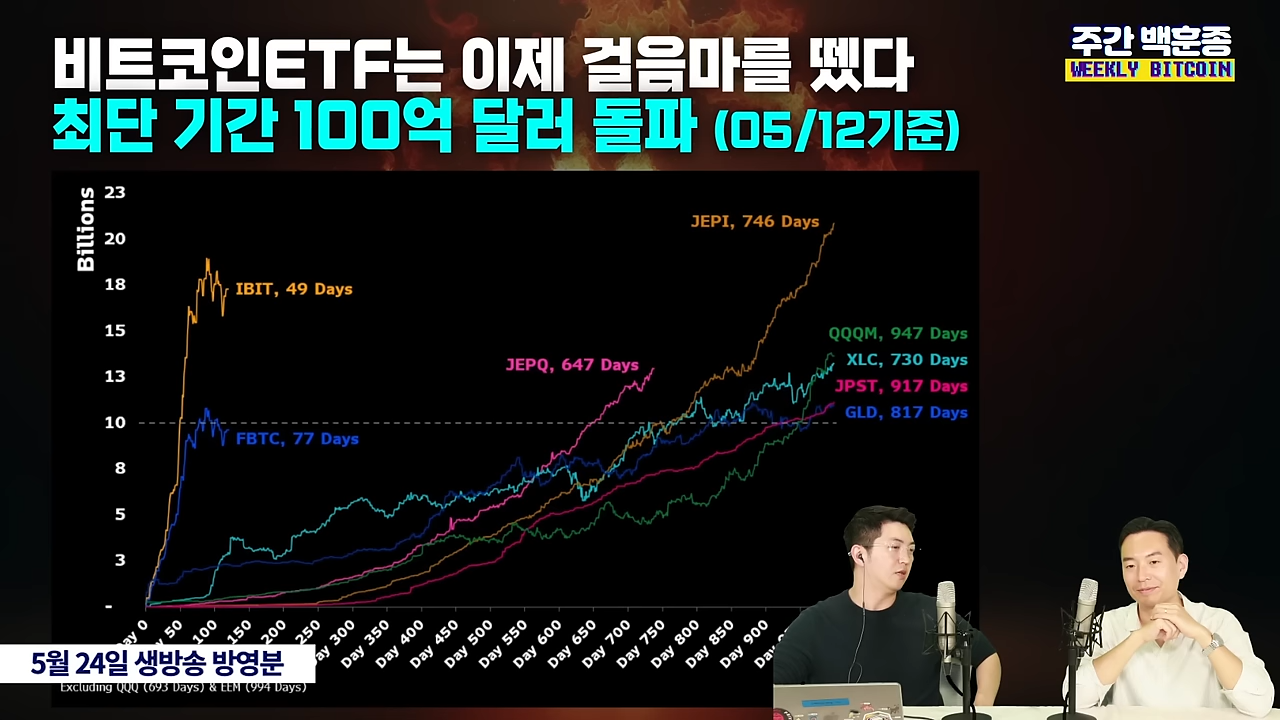 비트코인ETF는 이제 걸음마를 뗐다
최단 기간 100억 달러 돌파 (05/12기준)
주간 백훈종
WEEKLY BITCOIN
Billions
23
20
18
15
13
10
8
5
3
-
JEPI, 746 Days
IBIT, 49 Days
QQQM, 947 Days
JEPQ, 647 Days
XLC, 730 Days
JPST, 917 Days
GLD, 817 Days
FBTC, 77 Days
Day 0
50
100
150
200
250
Day 300
Day 350
Day 400
Day 450
Day 500
Day 550
Day 600
Day 650
Day 700
Day 750
Day 800
Day 850
Day 900
5월 24일 생방송 방영분
Excluding QQQ (693 Days) & EEM (994 Days)